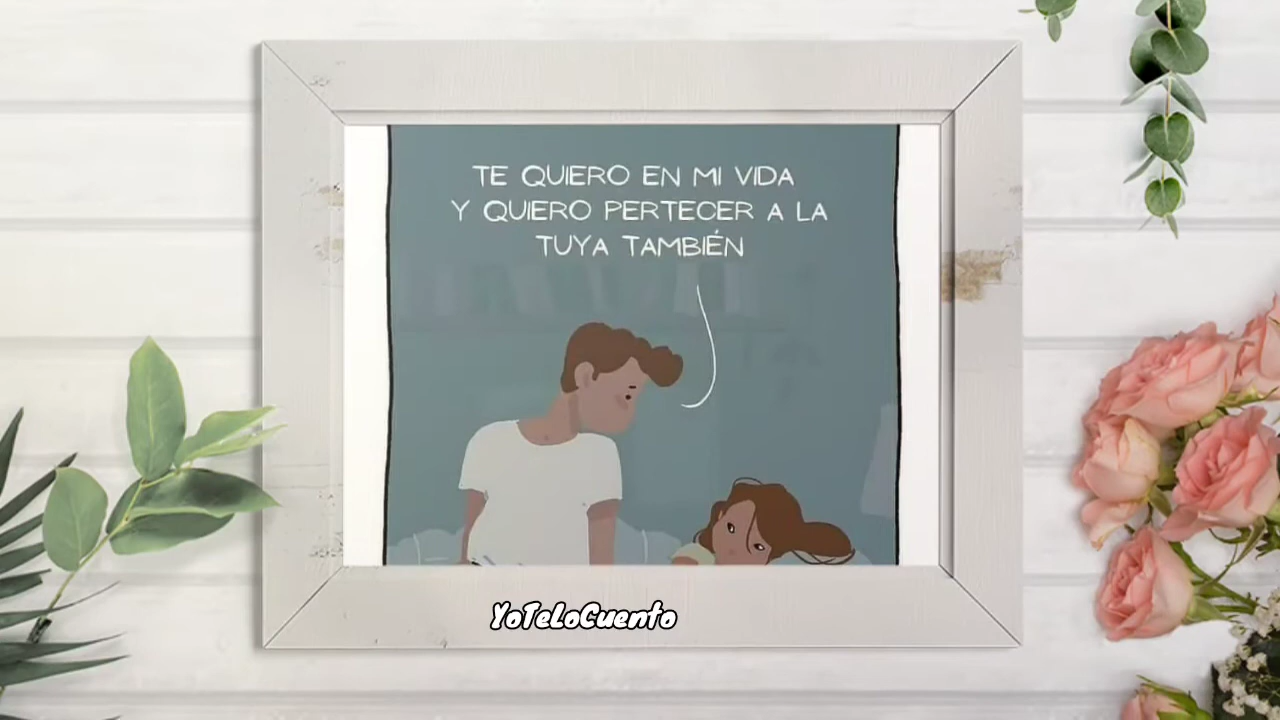 TE QUIERO EN MI VIDA
Y QUIERO PERTECER A LA
TUYA TAMBIÉN
YoTeLoCuento